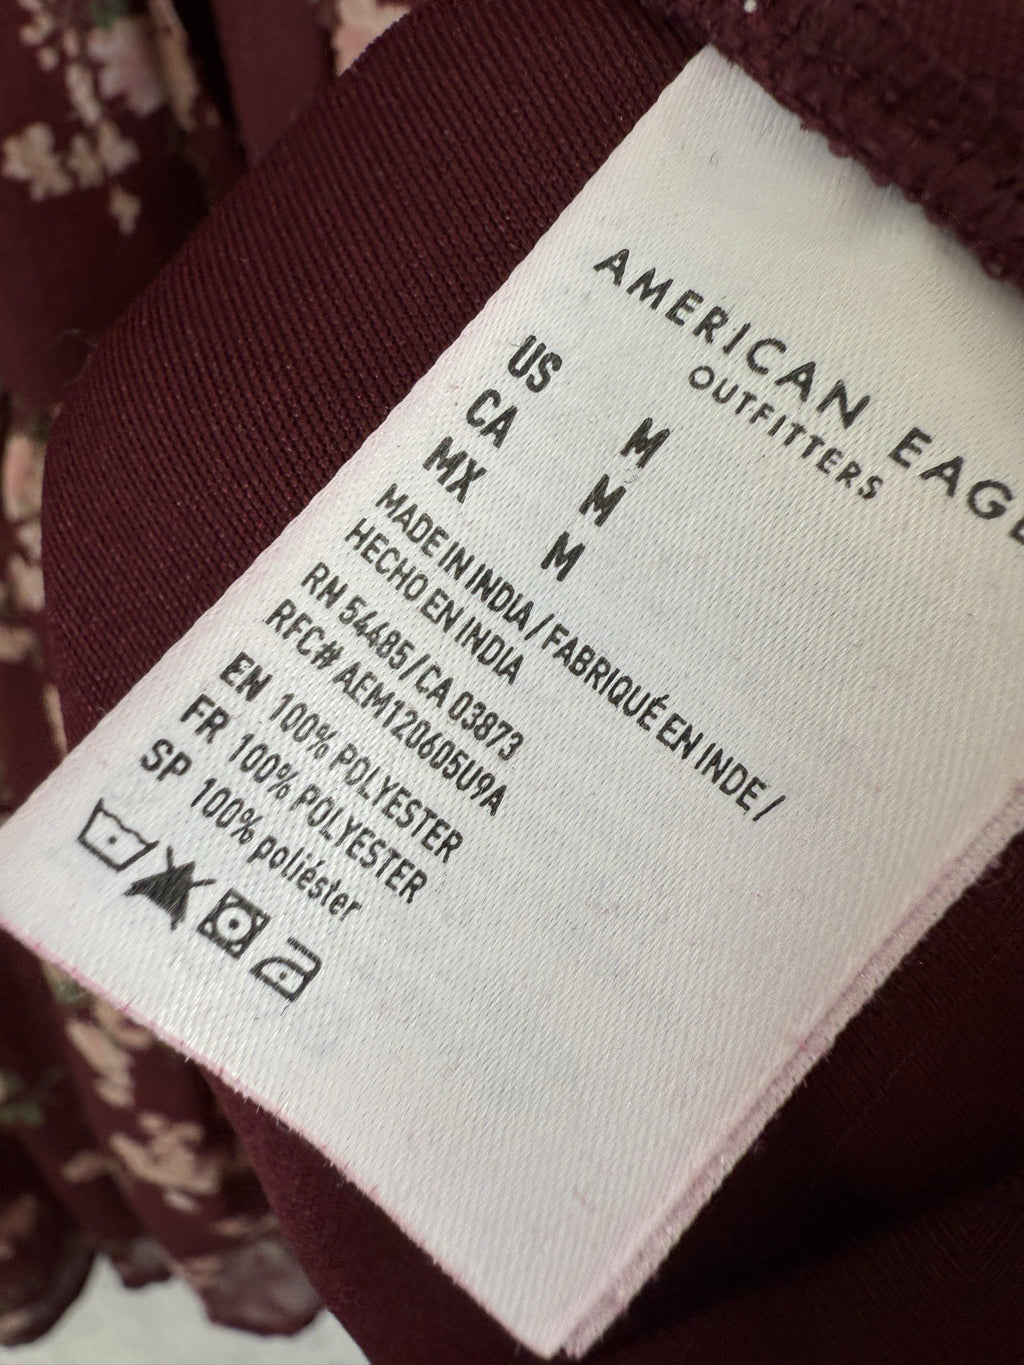 AMERICAN EAGLE
OUTFITTERS
US M
CA M
MX M
MADE IN INDIA / FABRIQUÉ EN INDE /
HECHO EN INDIA
RN 54485 / CA 03873
RFC# AEM120605U9A
EN 100% POLYESTER
FR 100% POLYESTER
SP 100% poliéster